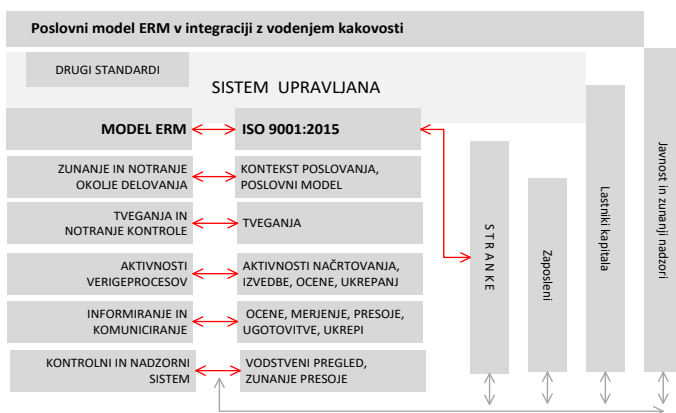 Poslovni model ERM v integraciji z vodenjem kakovosti
DRUGI STANDARDI
SISTEM UPRAVLJANA
MODEL ERM
ISO 9001:2015
ZUNANJE IN NOTRANJE
OKOLJE DELOVANJA
KONTEKST POSLOVANJA,
POSLOVNI MODEL
TVEGANJA IN
NOTRANJE KONTROLE
TVEGANJA
AKTIVNOSTI
VERIGEPROCESOV
AKTIVNOSTI NAČRTOVANJA,
IZVEDBE, OCENE, UKREPANJ
INFORMIRANJE IN
KOMUNICIRANJE
OCENE, MERJENJE, PRESOJE,
UGOTOVITVE, UKREPI
KONTROLNI IN NADZORNI
SISTEM
VODSTVENI PREGLED,
ZUNANJE PRESOJE
STRANKE
Zaposleni
Lastniki kapitala
Javnost in zunanji nadzori